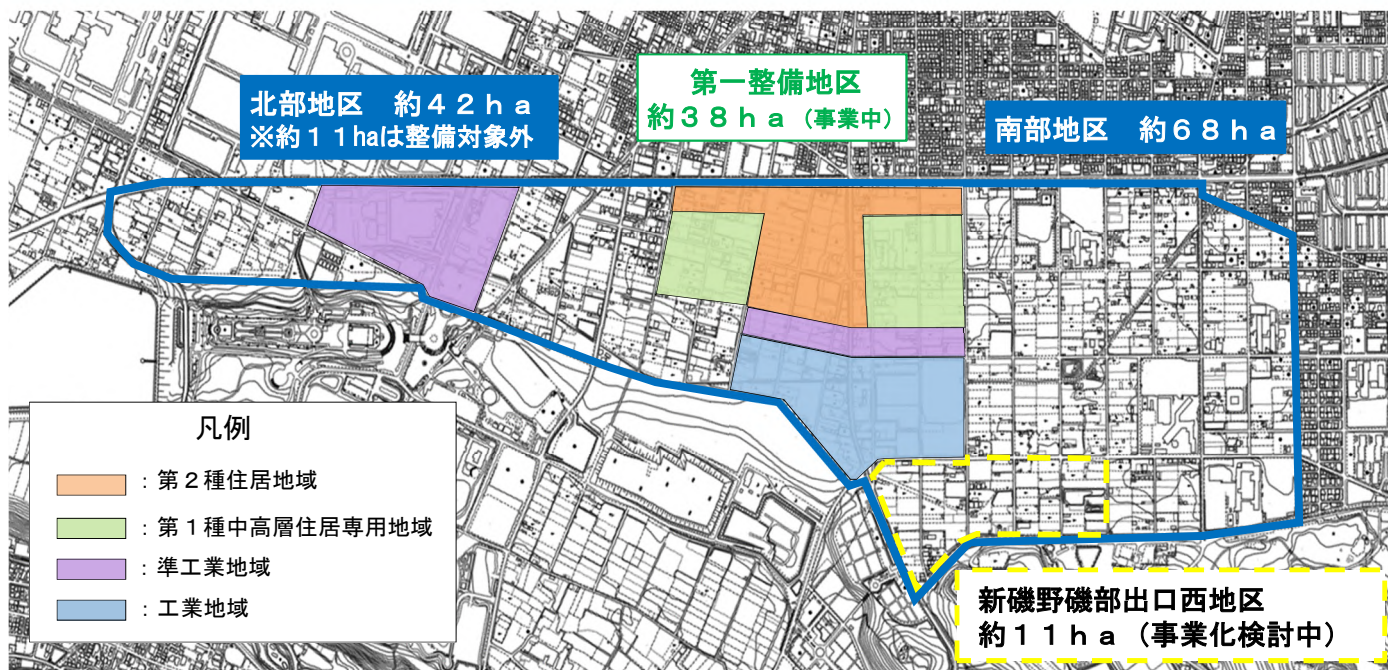 北部地区　約４２ｈａ
※約１１haは整備対象外
第一整備地区
約３８ｈａ（事業中）
南部地区　約６８ｈａ
凡例
：第２種住居地域
：第１種中高層住居専用地域
：準工業地域
：工業地域
新磯野磯部出口西地区
約１１ｈａ（事業化検討中）